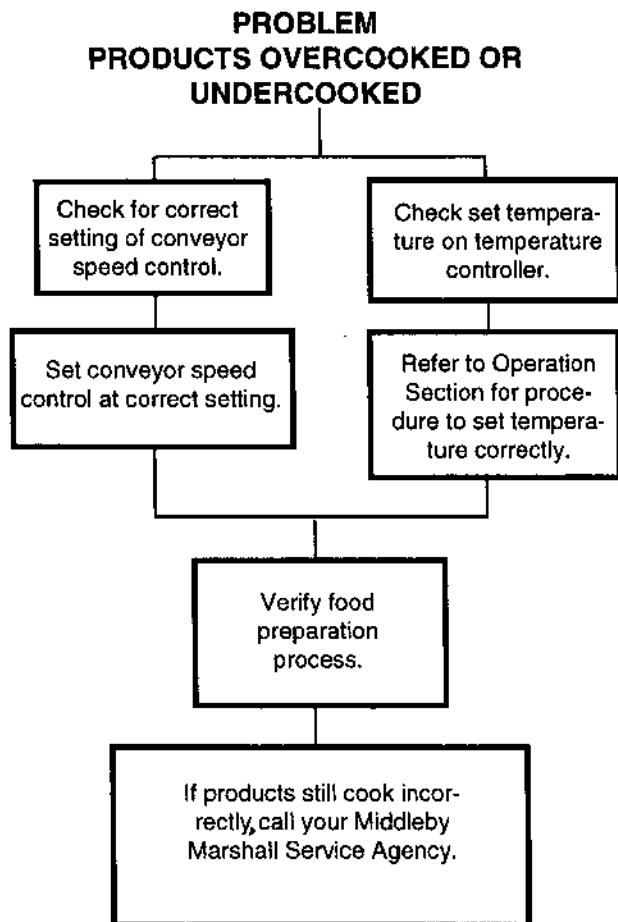 PROBLEM
PRODUCTS OVERCOOKED OR
UNDERCOOKED
Check for correct
setting of conveyor
speed control.
Set conveyor speed
control at correct setting.
Check set tempera-
ture on temperature
controller.
Refer to Operation
Section for proce-
dure to set tempera-
ture correctly.
Verify food
preparation
process.
If products still cook incor-
rectly, call your Middleby
Marshall Service Agency.